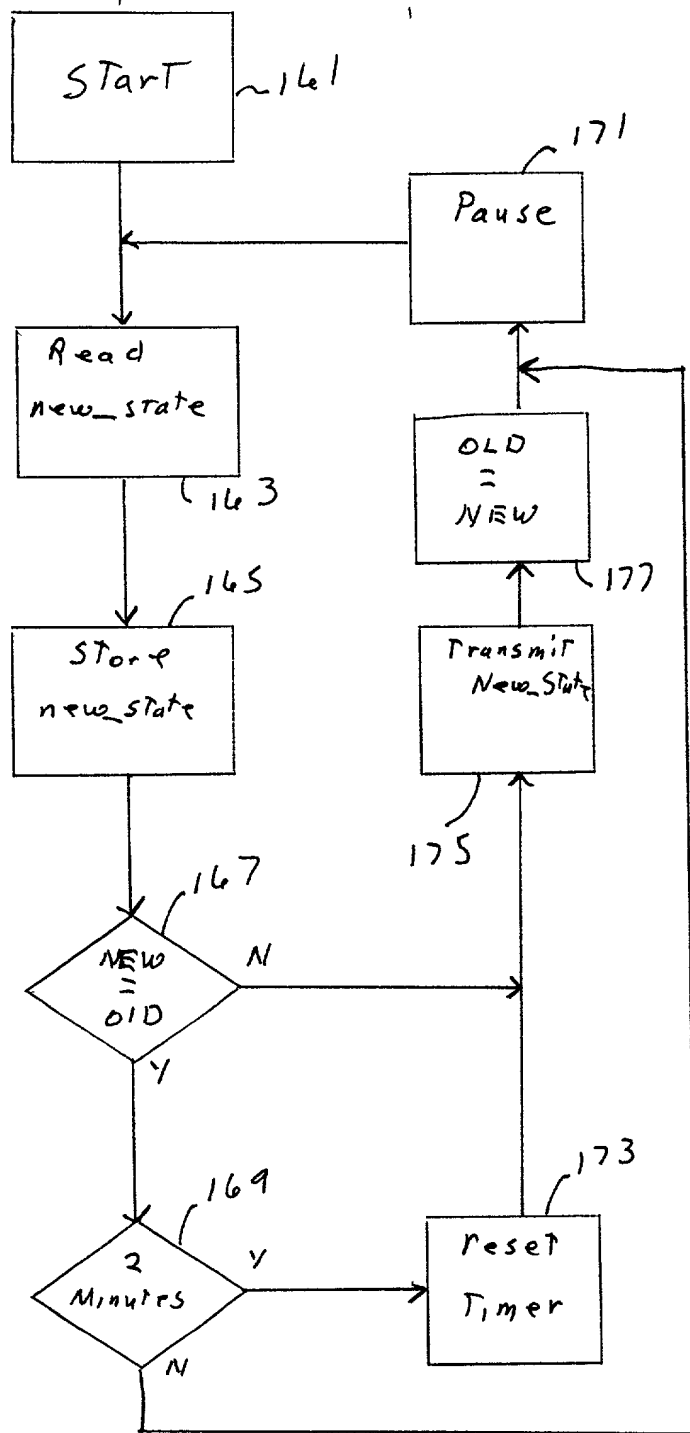 START
161
171
Pause
Read
new_state
163
OLD
=
NEW
177
165
Store
new_state
Transmit
New_State
175
167
NEW
=
OLD
N
Y
169
2
Minutes
Y
N
173
reset
Timer